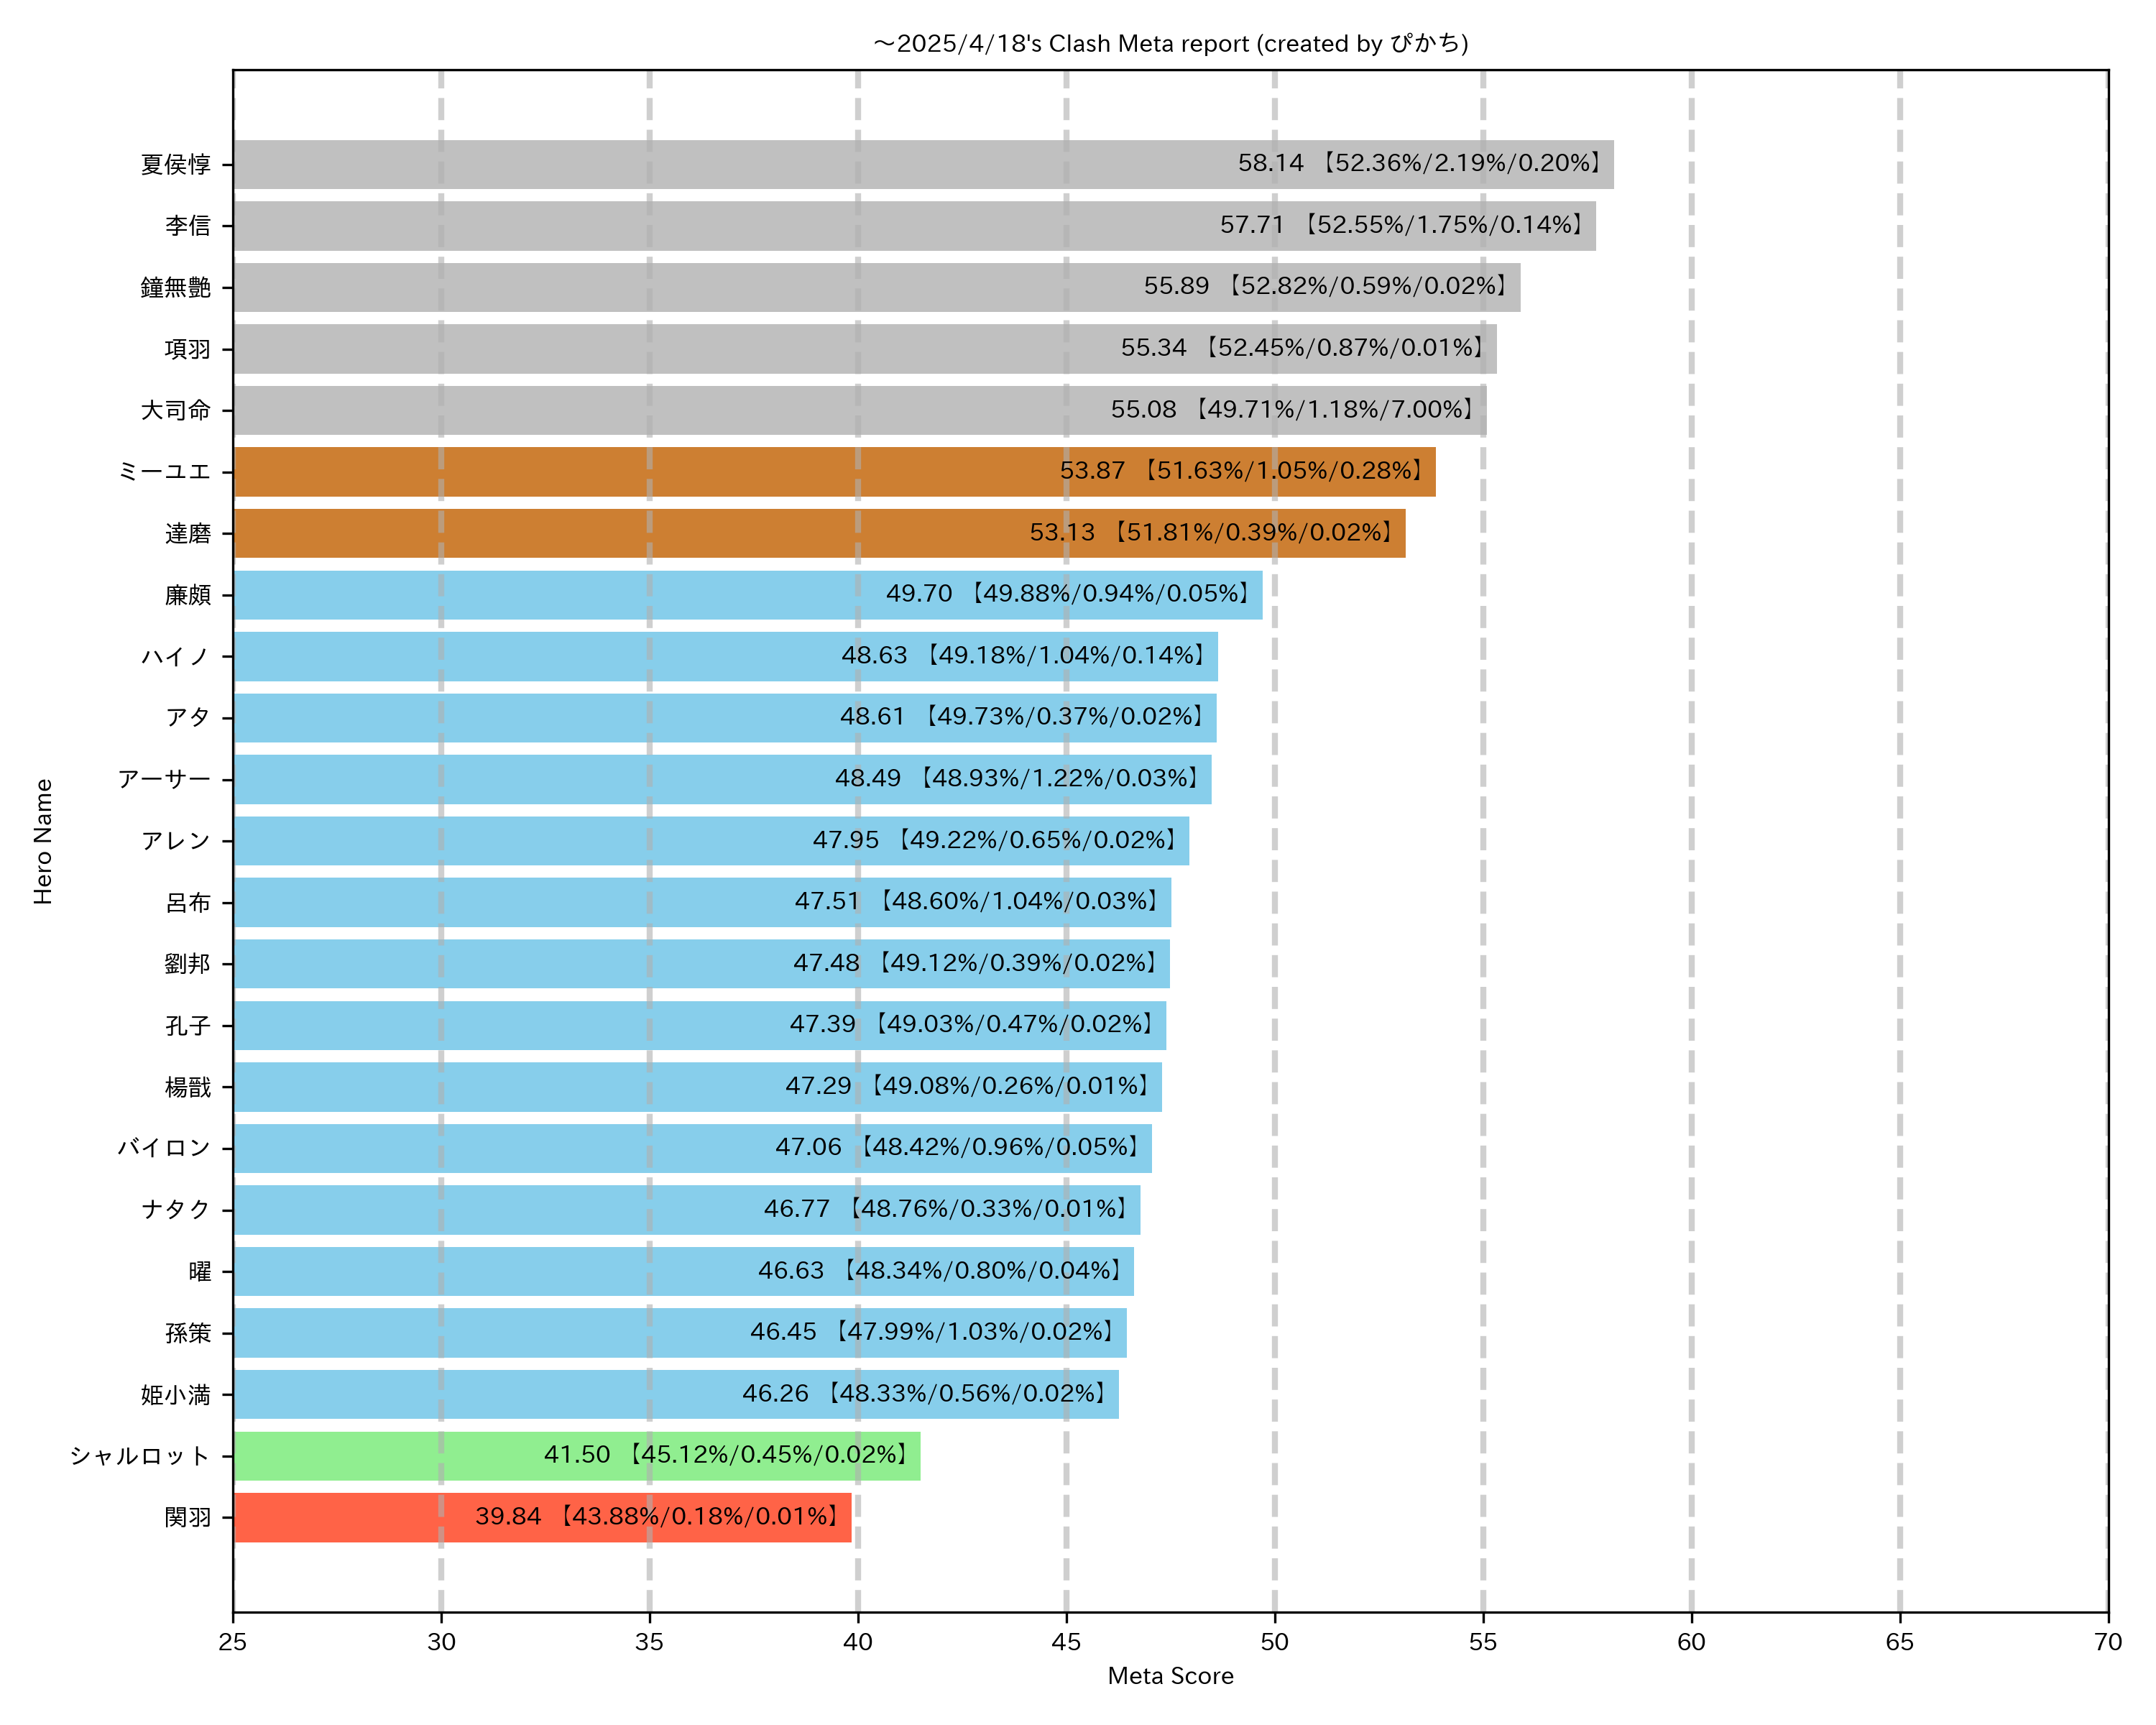 ～2025/4/18's Clash Meta report (created by ぴかち)
夏侯惇 58.14 【52.36%/2.19%/0.20%】
李信 57.71 【52.55%/1.75%/0.14%】
鐘無艶 55.89 【52.82%/0.59%/0.02%】
項羽 55.34 【52.45%/0.87%/0.01%】
大司命 55.08 【49.71%/1.18%/7.00%】
ミーユエ 53.87 【51.63%/1.05%/0.28%】
達磨 53.13 【51.81%/0.39%/0.02%】
廉頗 49.70 【49.88%/0.94%/0.05%】
ハイノ 48.63 【49.18%/1.04%/0.14%】
アタ 48.61 【49.73%/0.37%/0.02%】
アーサー 48.49 【48.93%/1.22%/0.03%】
アレン 47.95 【49.22%/0.65%/0.02%】
呂布 47.51 【48.60%/1.04%/0.03%】
劉邦 47.48 【49.12%/0.39%/0.02%】
孔子 47.39 【49.03%/0.47%/0.02%】
楊戩 47.29 【49.08%/0.26%/0.01%】
バイロン 47.06 【48.42%/0.96%/0.05%】
ナタク 46.77 【48.76%/0.33%/0.01%】
曜 46.63 【48.34%/0.80%/0.04%】
孫策 46.45 【47.99%/1.03%/0.02%】
姫小満 46.26 【48.33%/0.56%/0.02%】
シャルロット 41.50 【45.12%/0.45%/0.02%】
関羽 39.84 【43.88%/0.18%/0.01%】
Hero Name
25 30 35 40 45 50 55 60 65 70
Meta Score